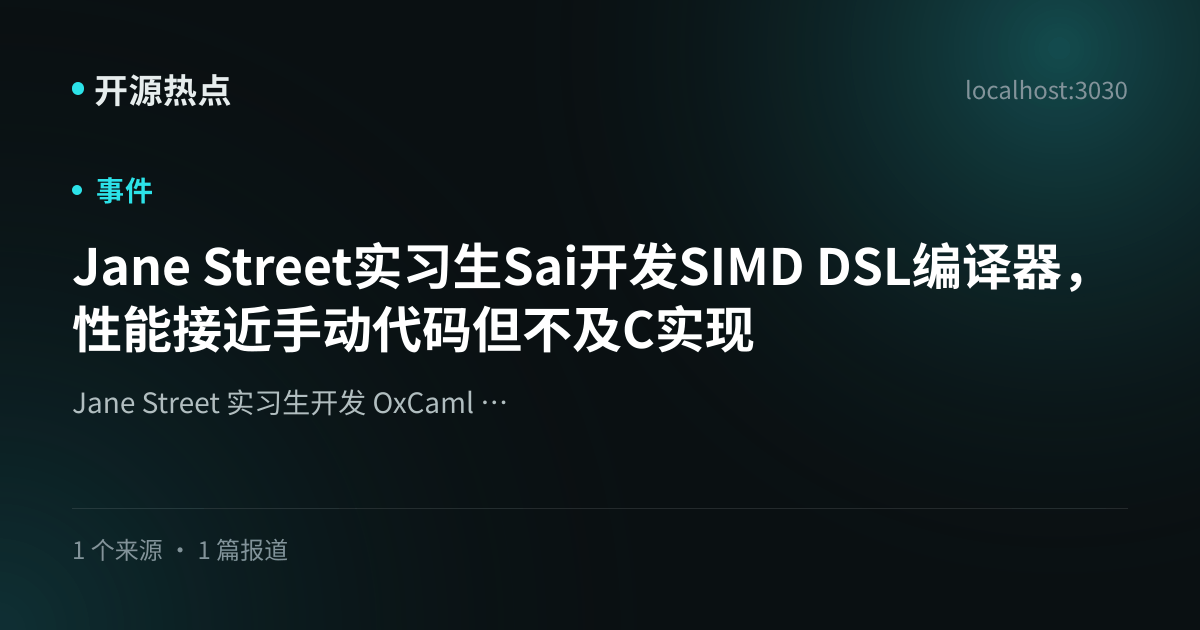 开源热点
localhost:3030
事件
Jane Street实习生Sai开发SIMD DSL编译器，
性能接近手动代码但不及C实现
Jane Street 实习生开发 OxCaml ···
1 个来源 · 1 篇报道